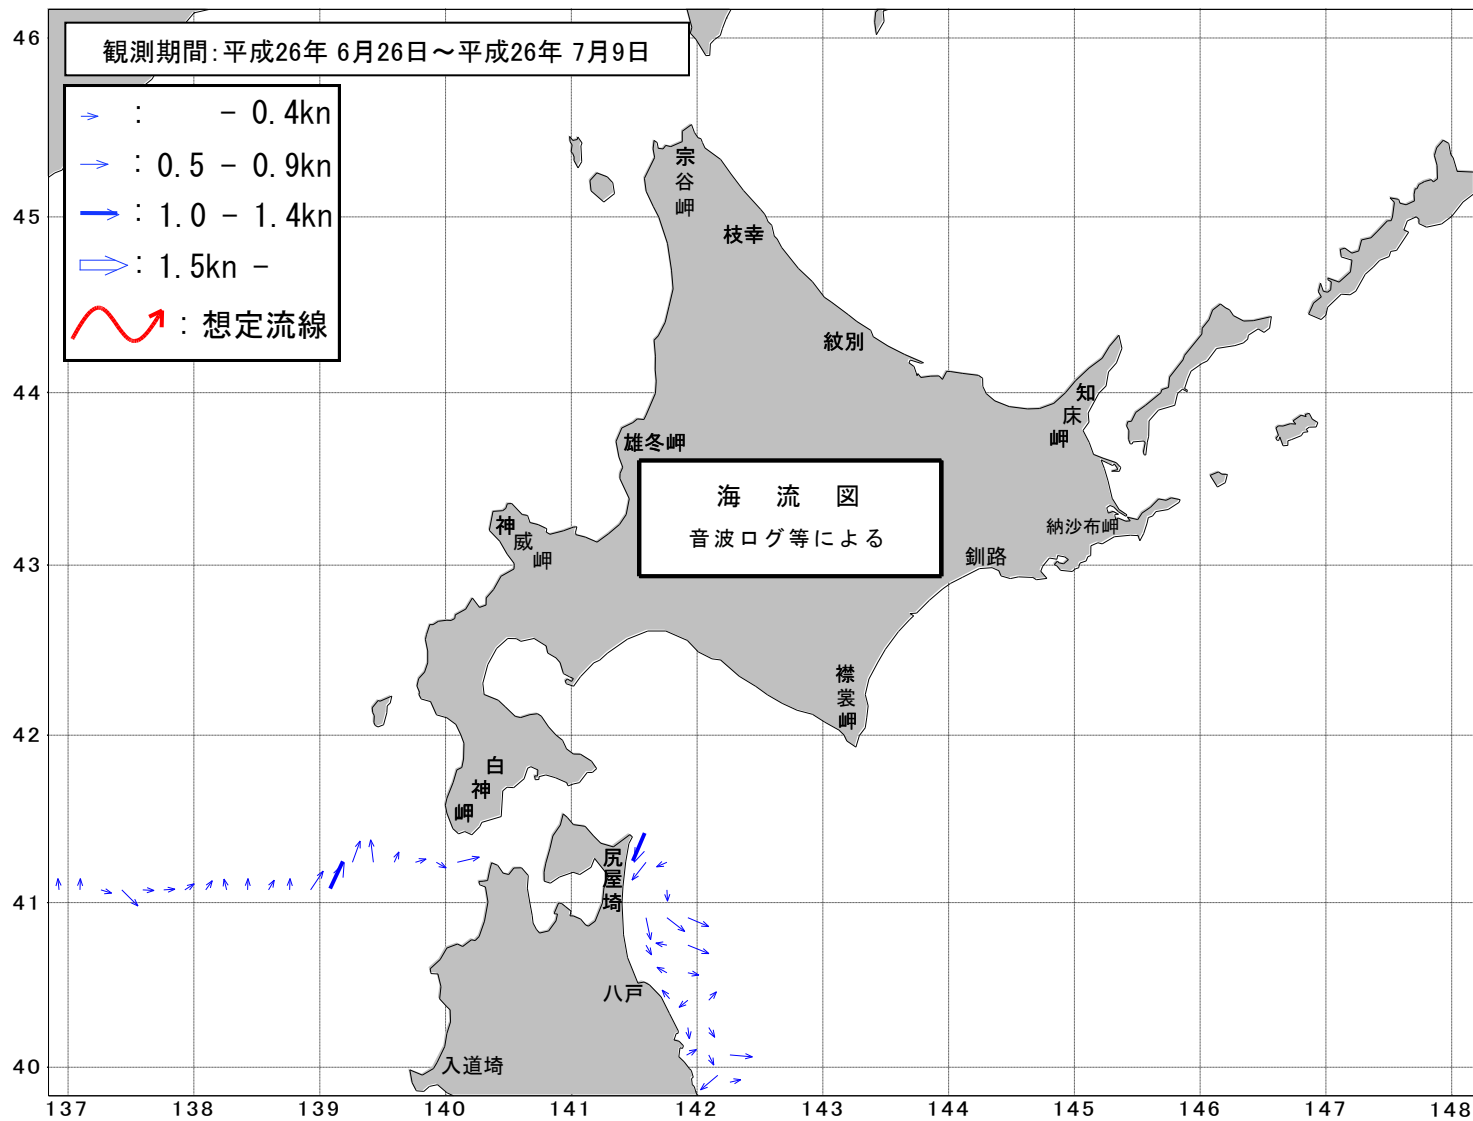 観測期間:平成26年 6月26日～平成26年 7月9日
: - 0.4kn
: 0.5 - 0.9kn
: 1.0 - 1.4kn
: 1.5kn -
: 想定流線
海 流 図
音波ログ等による
宗谷岬
枝幸
紋別
知床岬
雄冬岬
神威岬
納沙布岬
釧路
襟裳岬
白神岬
尻屋埼
八戸
入道埼
46
45
44
43
42
41
40
137 138 139 140 141 142 143 144 145 146 147 148